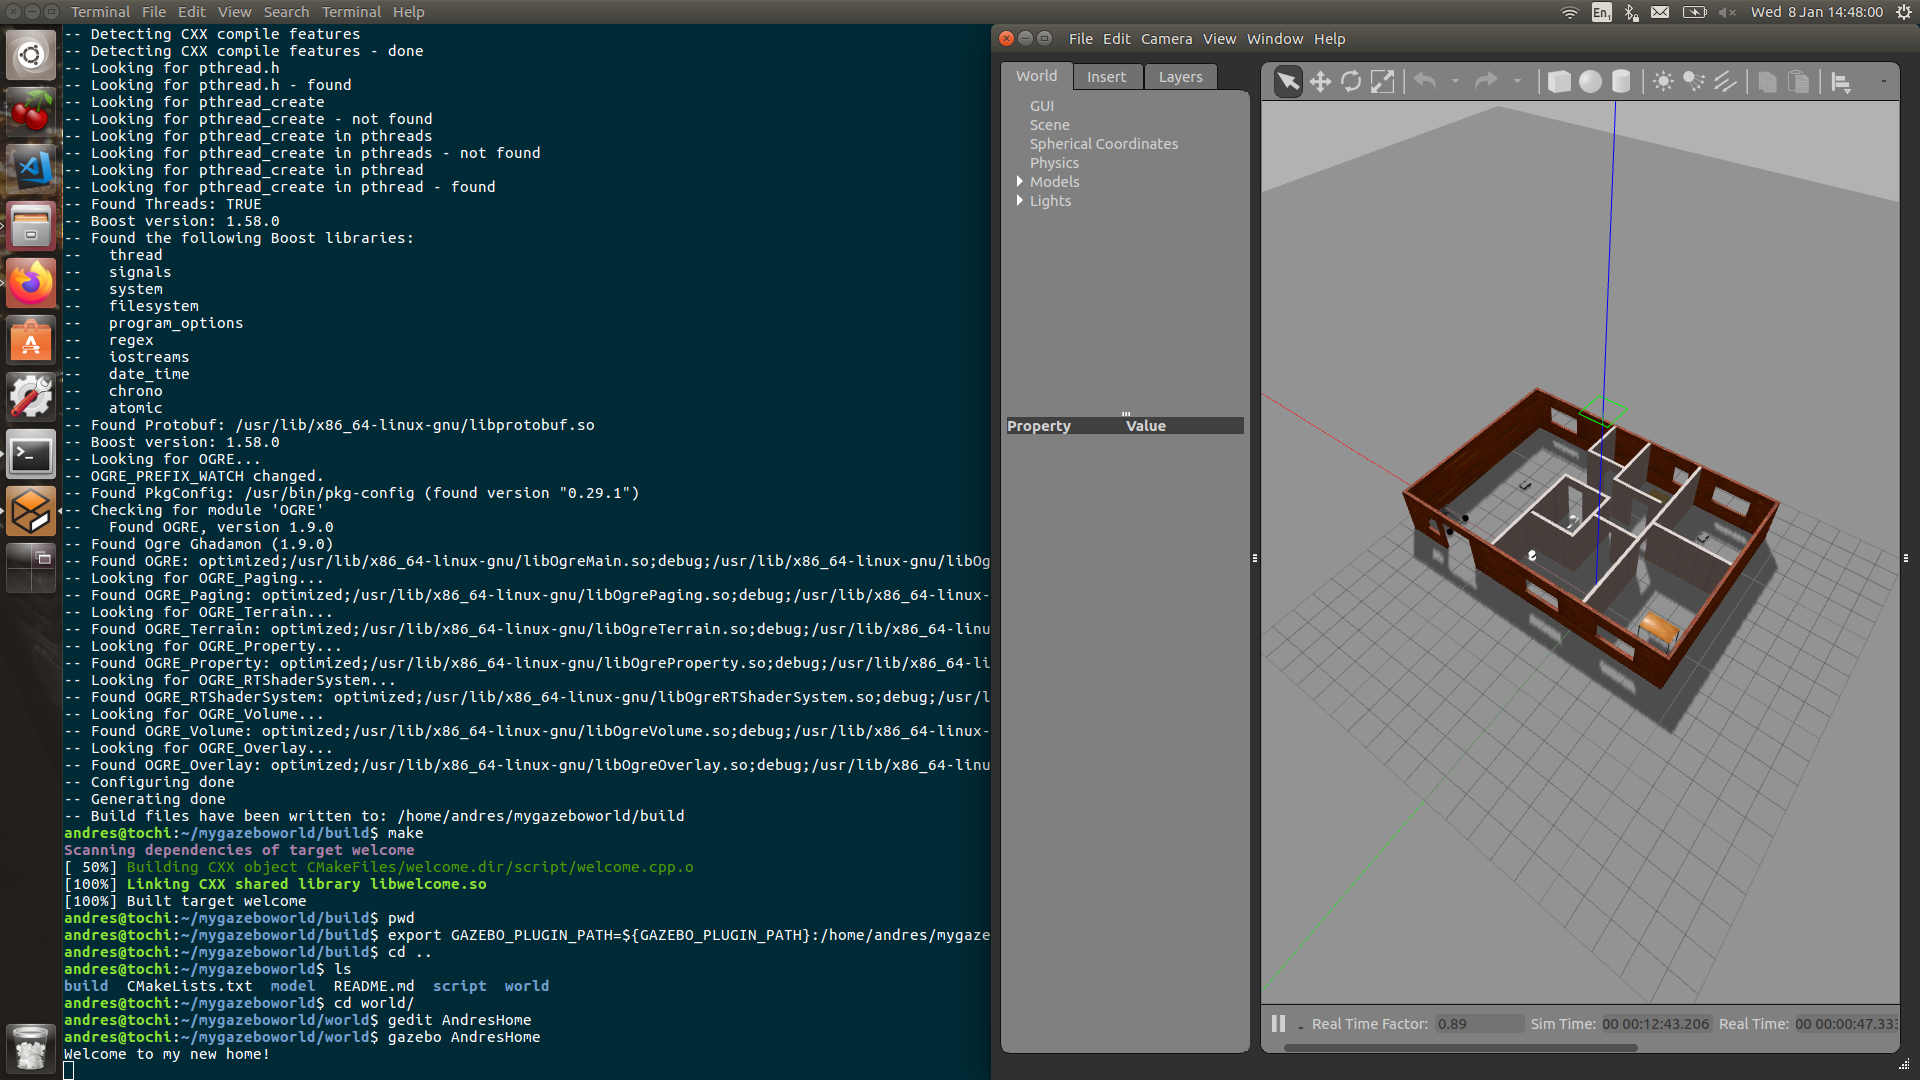 Terminal File Edit View Search Terminal Help
En1
Wed 8 Jan 14:48:00
-- Detecting CXX compile features
-- Detecting CXX compile features - done
-- Looking for pthread.h
-- Looking for pthread.h - found
-- Looking for pthread_create
-- Looking for pthread_create - not found
-- Looking for pthread_create in pthreads
-- Looking for pthread_create in pthreads - not found
-- Looking for pthread_create in pthread
-- Looking for pthread_create in pthread - found
-- Found Threads: TRUE
-- Boost version: 1.58.0
-- Found the following Boost libraries:
--   thread
--   signals
--   system
--   filesystem
--   program_options
--   regex
--   iostreams
--   date_time
--   chrono
--   atomic
-- Found Protobuf: /usr/lib/x86_64-linux-gnu/libprotobuf.so
-- Boost version: 1.58.0
-- Looking for OGRE...
-- OGRE_PREFIX_WATCH changed.
-- Found PkgConfig: /usr/bin/pkg-config (found version "0.29.1")
-- Checking for module 'OGRE'
--   Found OGRE, version 1.9.0
-- Found Ogre Ghadamon (1.9.0)
-- Found OGRE: optimized;/usr/lib/x86_64-linux-gnu/libOgreMain.so;debug;/usr/lib/x86_64-linux-gnu/libOg
-- Looking for OGRE_Paging...
-- Found OGRE_Paging: optimized;/usr/lib/x86_64-linux-gnu/libOgrePaging.so;debug;/usr/lib/x86_64-linux-
-- Looking for OGRE_Terrain...
-- Found OGRE_Terrain: optimized;/usr/lib/x86_64-linux-gnu/libOgreTerrain.so;debug;/usr/lib/x86_64-linu
-- Looking for OGRE_Property...
-- Found OGRE_Property: optimized;/usr/lib/x86_64-linux-gnu/libOgreProperty.so;debug;/usr/lib/x86_64-li
-- Looking for OGRE_RTShaderSystem...
-- Found OGRE_RTShaderSystem: optimized;/usr/lib/x86_64-linux-gnu/libOgreRTShaderSystem.so;debug;/usr/l
-- Looking for OGRE_Volume...
-- Found OGRE_Volume: optimized;/usr/lib/x86_64-linux-gnu/libOgreVolume.so;debug;/usr/lib/x86_64-linux-
-- Looking for OGRE_Overlay...
-- Found OGRE_Overlay: optimized;/usr/lib/x86_64-linux-gnu/libOgreOverlay.so;debug;/usr/lib/x86_64-linu
-- Configuring done
-- Generating done
-- Build files have been written to: /home/andres/mygazeboworld/build
andres@tochi:~/mygazeboworld/build$ make
Scanning dependencies of target welcome
[ 50%] Building CXX object CMakeFiles/welcome.dir/script/welcome.cpp.o
[100%] Linking CXX shared library libwelcome.so
[100%] Built target welcome
andres@tochi:~/mygazeboworld/build$ pwd
andres@tochi:~/mygazeboworld/build$ export GAZEBO_PLUGIN_PATH=${GAZEBO_PLUGIN_PATH}:/home/andres/mygaze
andres@tochi:~/mygazeboworld/build$ cd ..
andres@tochi:~/mygazeboworld$ ls
build  CMakeLists.txt  model  README.md  script  world
andres@tochi:~/mygazeboworld$ cd world/
andres@tochi:~/mygazeboworld/world$ gedit AndresHome
andres@tochi:~/mygazeboworld/world$ gazebo AndresHome
Welcome to my new home!
File Edit Camera View Window Help
World Insert Layers
GUI
Scene
Spherical Coordinates
Physics
Models
Lights
Property Value
Real Time Factor: 0.89 Sim Time: 00 00:12:43.206 Real Time: 00 00:00:47.333